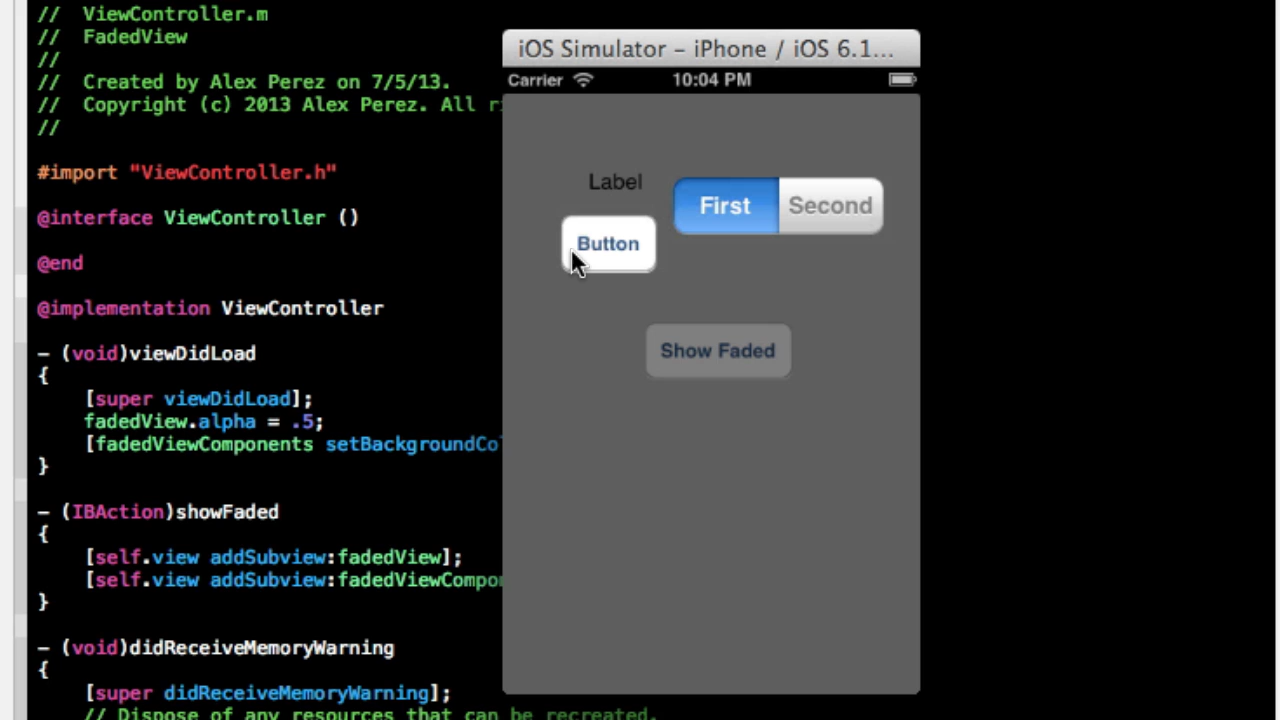 //  ViewController.m
//  FadedView
//
//  Created by Alex Perez on 7/5/13.
//  Copyright (c) 2013 Alex Perez. All
//
#import "ViewController.h"
@interface ViewController ()
@end
@implementation ViewController
- (void)viewDidLoad
{
    [super viewDidLoad];
    fadedView.alpha = .5;
    [fadedViewComponents setBackgroundCo
}
- (IBAction)showFaded
{
    [self.view addSubview:fadedView];
    [self.view addSubview:fadedViewCompo
}
- (void)didReceiveMemoryWarning
{
    [super didReceiveMemoryWarning];
    // Dispose of any resources that can be recreated.
iOS Simulator – iPhone / iOS 6.1...
Carrier 10:04 PM
Label
First Second
Button
Show Faded